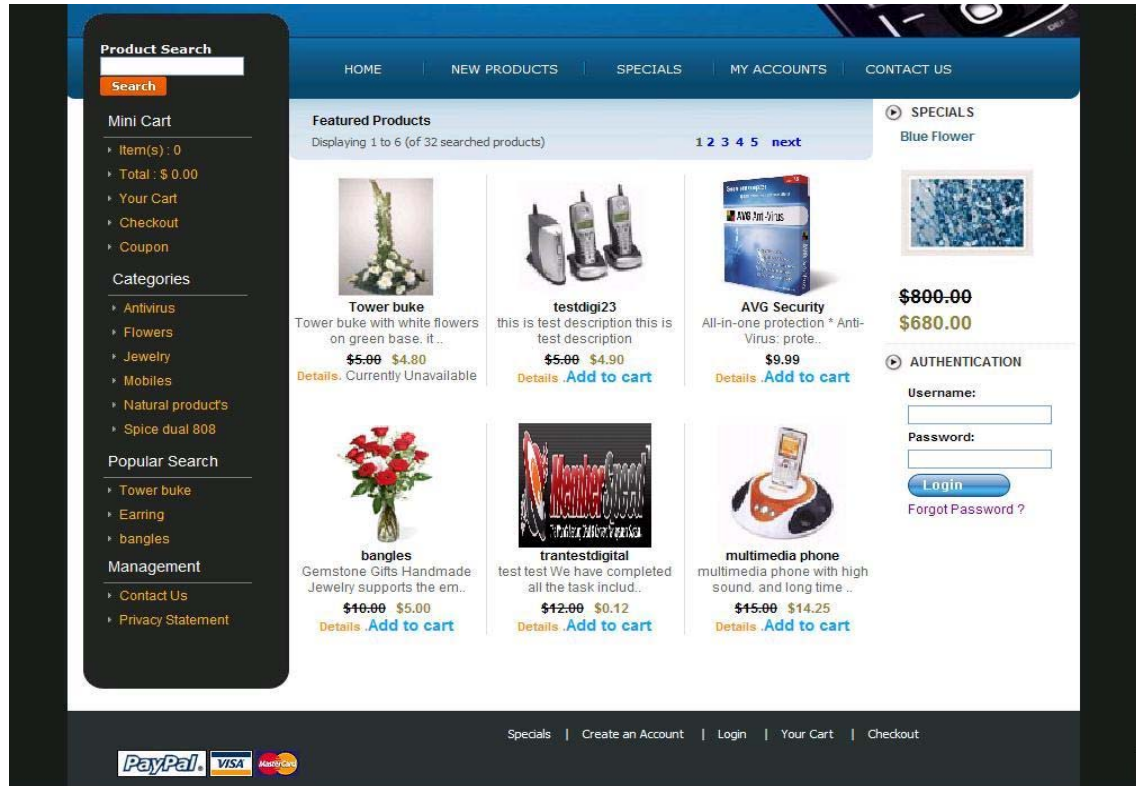 Product Search
Search
HOME
NEW PRODUCTS
SPECIALS
MY ACCOUNTS
CONTACT US
Mini Cart
Item(s) : 0
Total : $ 0.00
Your Cart
Checkout
Coupon
Categories
Antivirus
Flowers
Jewelry
Mobiles
Natural product's
Spice dual 808
Popular Search
Tower buke
Earring
bangles
Management
Contact Us
Privacy Statement
Featured Products
Displaying 1 to 6 (of 32 searched products)
1 2 3 4 5 next
Tower buke
Tower buke with white flowers
on green base. it ..
$5.00 $4.80
Details. Currently Unavailable
testdigi23
this is test description this is
test description
$5.00 $4.90
Details .Add to cart
AVG Anti-Virus
AVG Security
All-in-one protection * Anti-
Virus: prote..
$9.99
Details .Add to cart
bangles
Gemstone Gifts Handmade
Jewelry supports the em..
$10.00 $5.00
Details .Add to cart
MemberSpeed
trantestdigital
test test We have completed
all the task includ..
$12.00 $0.12
Details .Add to cart
multimedia phone
multimedia phone with high
sound. and long time ..
$15.00 $14.25
Details .Add to cart
SPECIALS
Blue Flower
$800.00
$680.00
AUTHENTICATION
Username:
Password:
Login
Forgot Password ?
Specials | Create an Account | Login | Your Cart | Checkout
PayPal VISA MasterCard